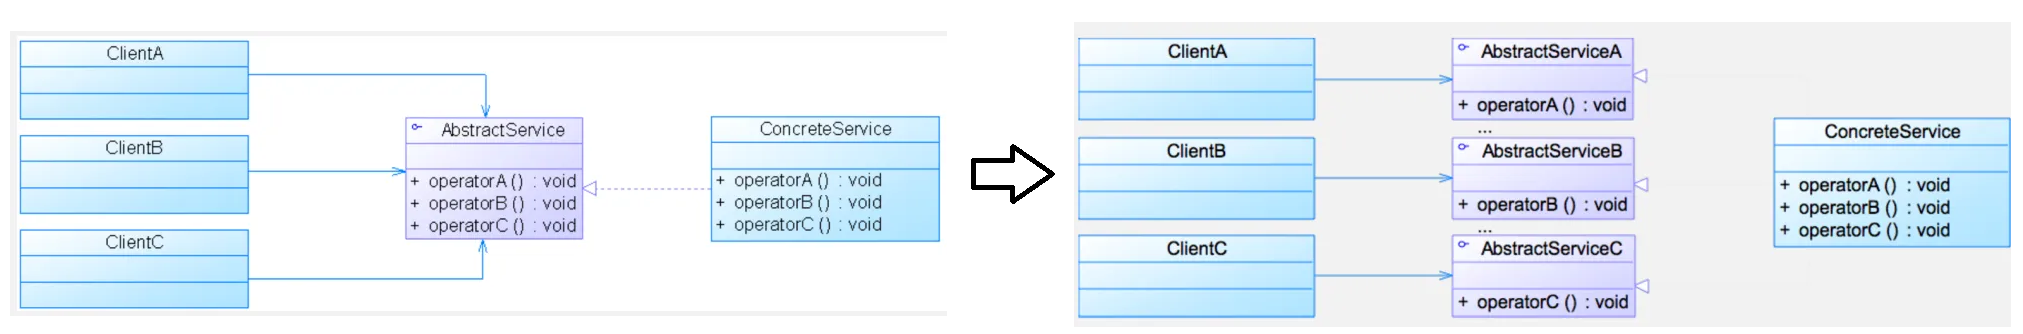 ClientA
ClientB
ClientC
AbstractService
+ operatorA () : void
+ operatorB () : void
+ operatorC () : void
ConcreteService
+ operatorA () : void
+ operatorB () : void
+ operatorC () : void
ClientA
ClientB
ClientC
AbstractServiceA
+ operatorA () : void
...
AbstractServiceB
+ operatorB () : void
...
AbstractServiceC
+ operatorC () : void
ConcreteService
+ operatorA () : void
+ operatorB () : void
+ operatorC () : void